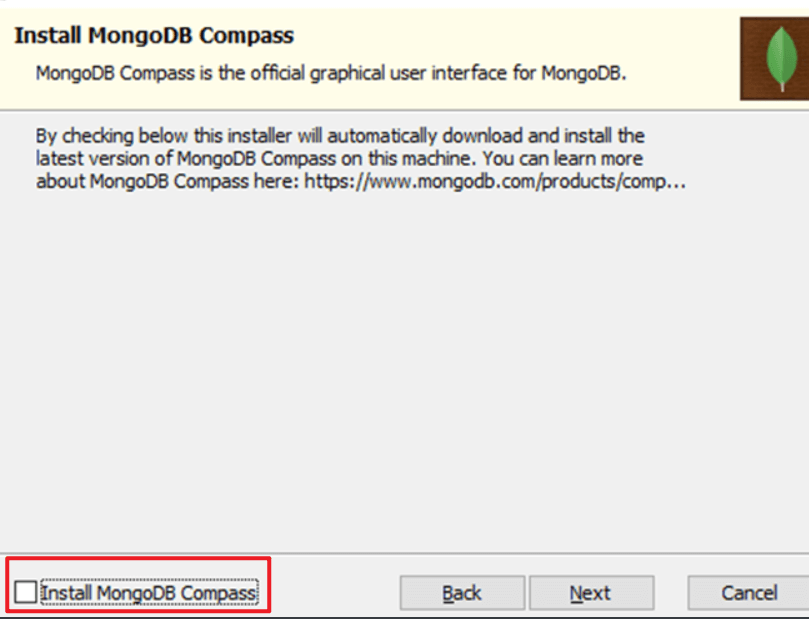 Install MongoDB Compass
MongoDB Compass is the official graphical user interface for MongoDB.
By checking below this installer will automatically download and install the
latest version of MongoDB Compass on this machine. You can learn more
about MongoDB Compass here: https://www.mongodb.com/products/comp...
Install MongoDB Compass
Back
Next
Cancel